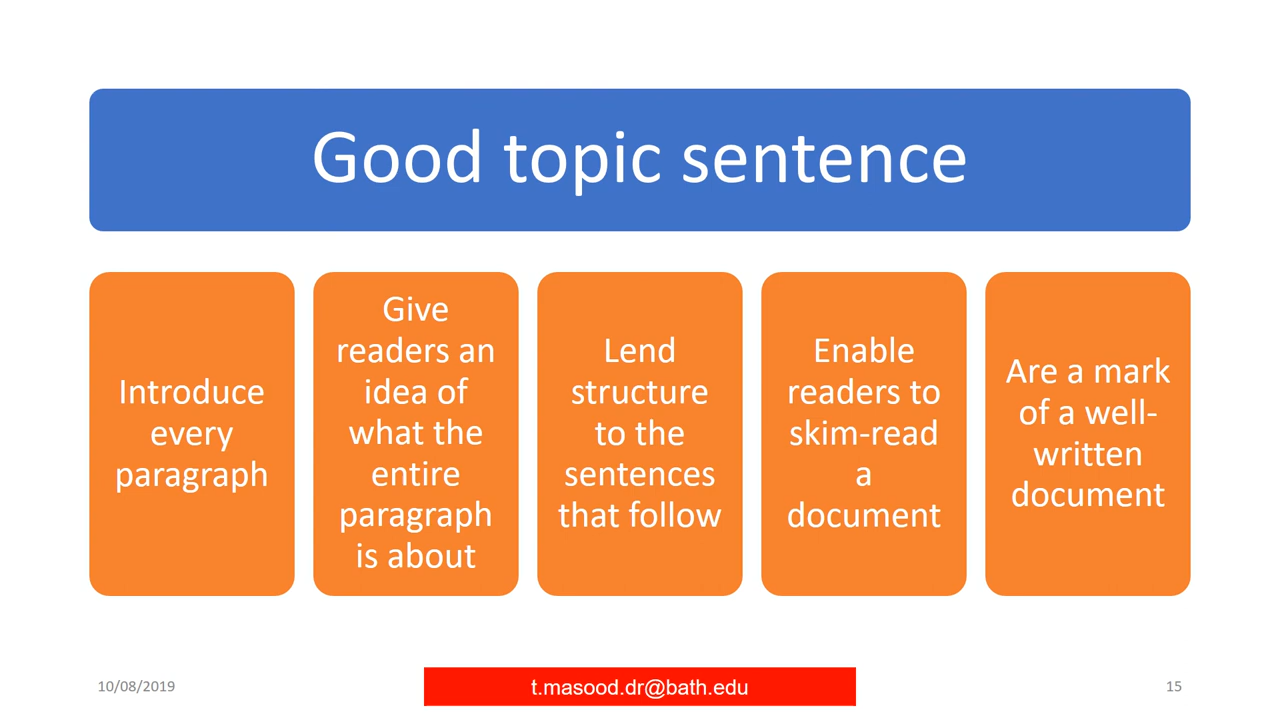 Good topic sentence
Introduce
every
paragraph
Give
readers an
idea of
what the
entire
paragraph
is about
Lend
structure
to the
sentences
that follow
Enable
readers to
skim-read
a
document
Are a mark
of a well-
written
document
10/08/2019
t.masood.dr@bath.edu
15